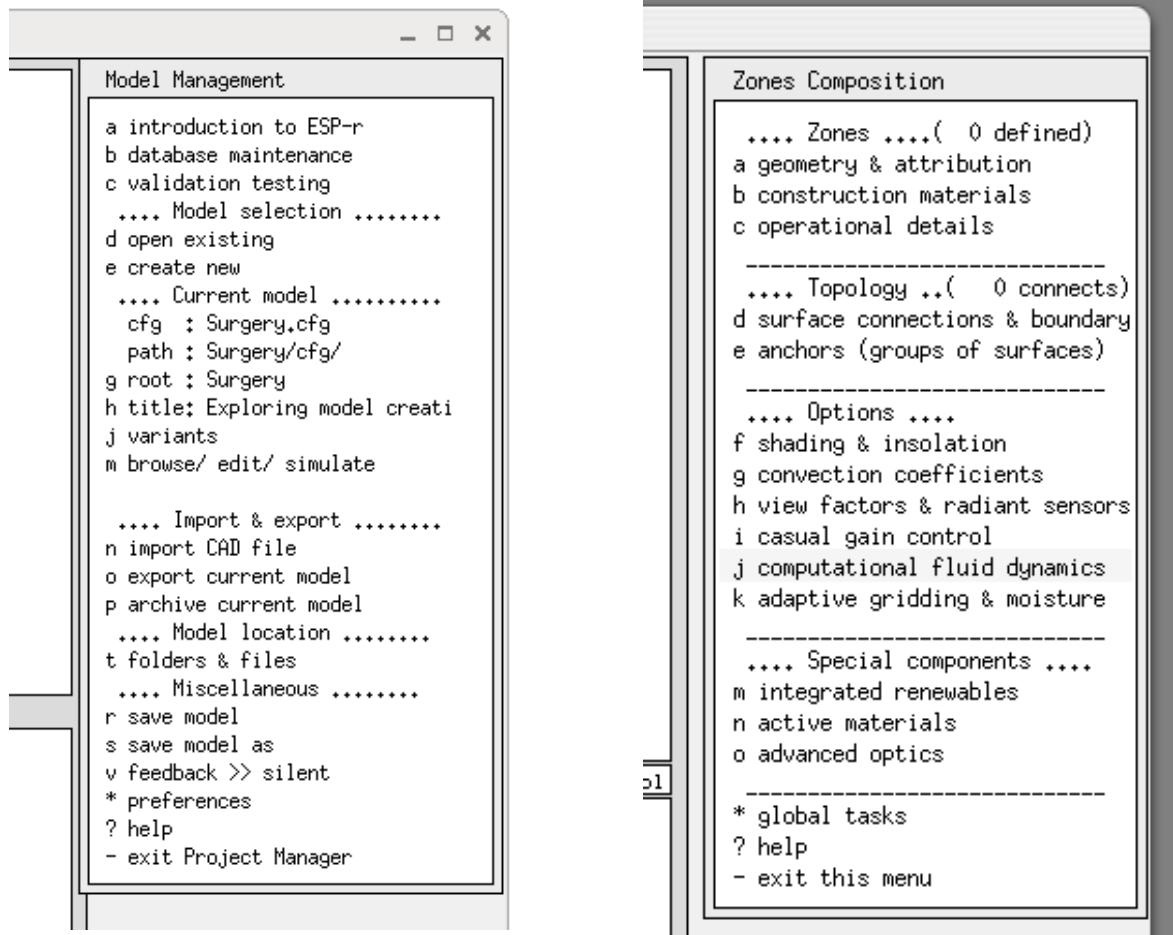 Model Management
a introduction to ESP-r
b database maintenance
c validation testing
.... Model selection ........
d open existing
e create new
.... Current model ..........
cfg : Surgery.cfg
path : Surgery/cfg/
g root : Surgery
h title: Exploring model creati
j variants
m browse/ edit/ simulate
.... Import & export ........
n import CAD file
o export current model
p archive current model
.... Model location ........
t folders & files
.... Miscellaneous ........
r save model
s save model as
v feedback >> silent
* preferences
? help
- exit Project Manager
Zones Composition
.... Zones ....( 0 defined)
a geometry & attribution
b construction materials
c operational details
_____________________________
.... Topology ..( 0 connects)
d surface connections & boundary
e anchors (groups of surfaces)
_____________________________
.... Options ....
f shading & insolation
g convection coefficients
h view factors & radiant sensors
i casual gain control
j computational fluid dynamics
k adaptive gridding & moisture
_____________________________
.... Special components ....
m integrated renewables
n active materials
o advanced optics
_____________________________
* global tasks
? help
- exit this menu
ol